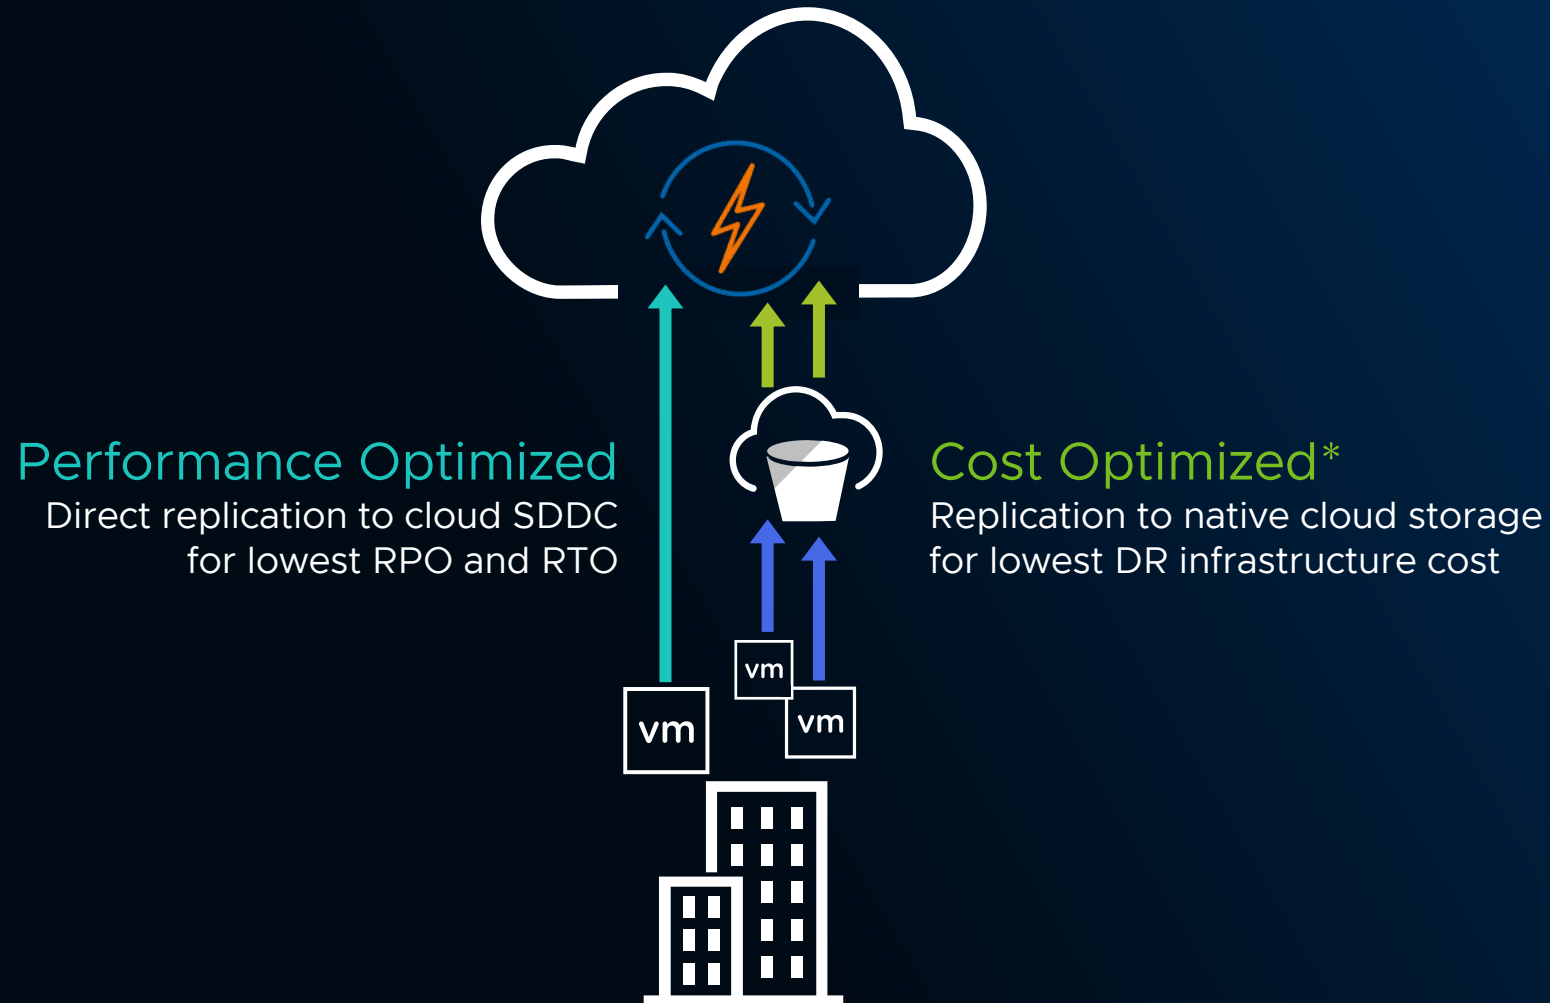 Performance Optimized
Direct replication to cloud SDDC
for lowest RPO and RTO
Cost Optimized*
Replication to native cloud storage
for lowest DR infrastructure cost
vm
vm
vm